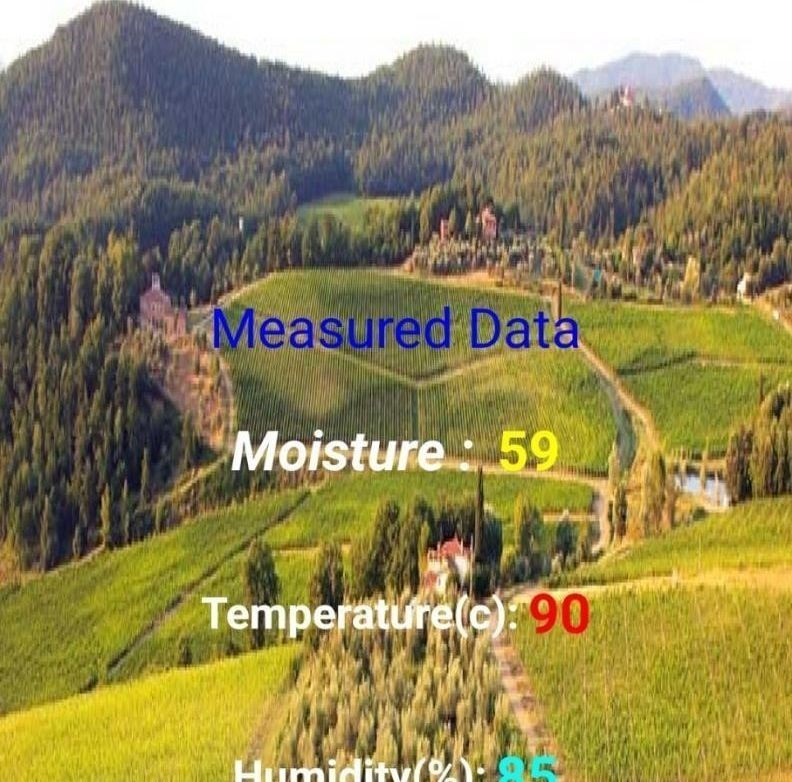 Measured Data
Moisture : 59
Temperature(c): 90
Humidity(%): 85